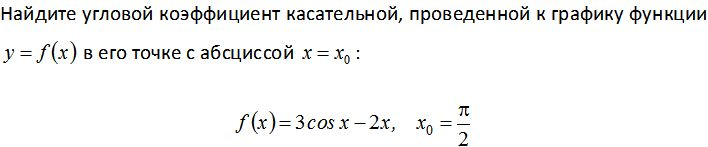 Найдите угловой коэффициент касательной, проведенной к графику функции
y = f(x) в его точке с абсциссой x = x₀ :
f(x) = 3cos x − 2x, x₀ = π/2